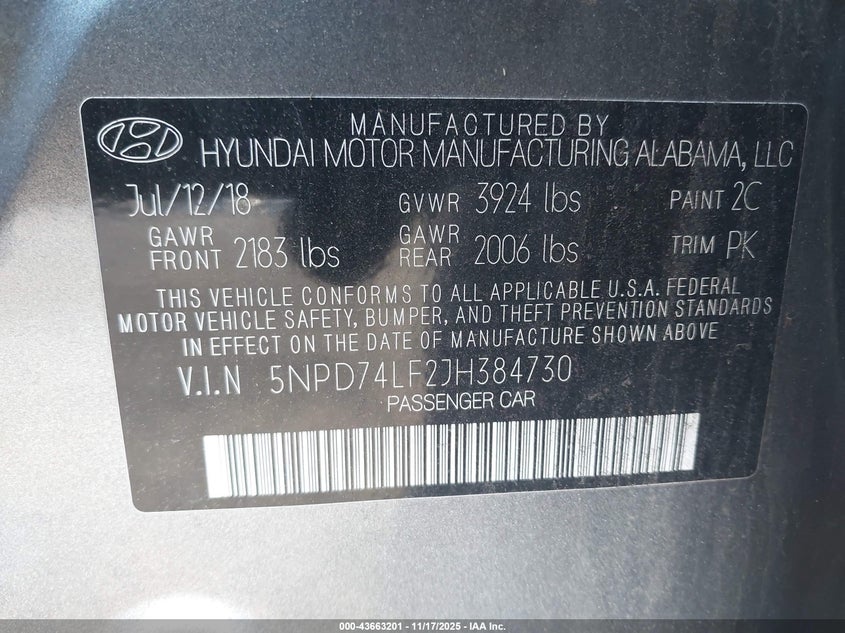 MANUFACTURED BY
HYUNDAI MOTOR MANUFACTURING ALABAMA, LLC
Jul/12/18 GVWR 3924 lbs PAINT 2C
GAWR FRONT 2183 lbs GAWR REAR 2006 lbs TRIM PK
THIS VEHICLE CONFORMS TO ALL APPLICABLE U.S.A. FEDERAL
MOTOR VEHICLE SAFETY, BUMPER, AND THEFT PREVENTION STANDARDS
IN EFFECT ON THE DATE OF MANUFACTURE SHOWN ABOVE
V.I.N 5NPD74LF2JH384730
PASSENGER CAR
000-43663201 - 11/17/2025 - IAA Inc.